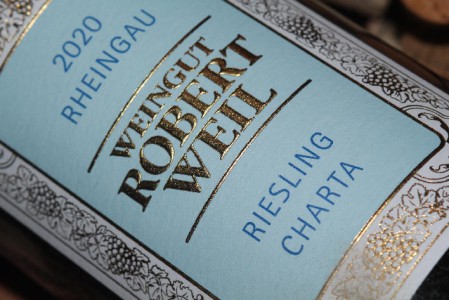 2020
RHEINGAU
WEINGUT
ROBERT
WEIL
RIESLING
CHARTA